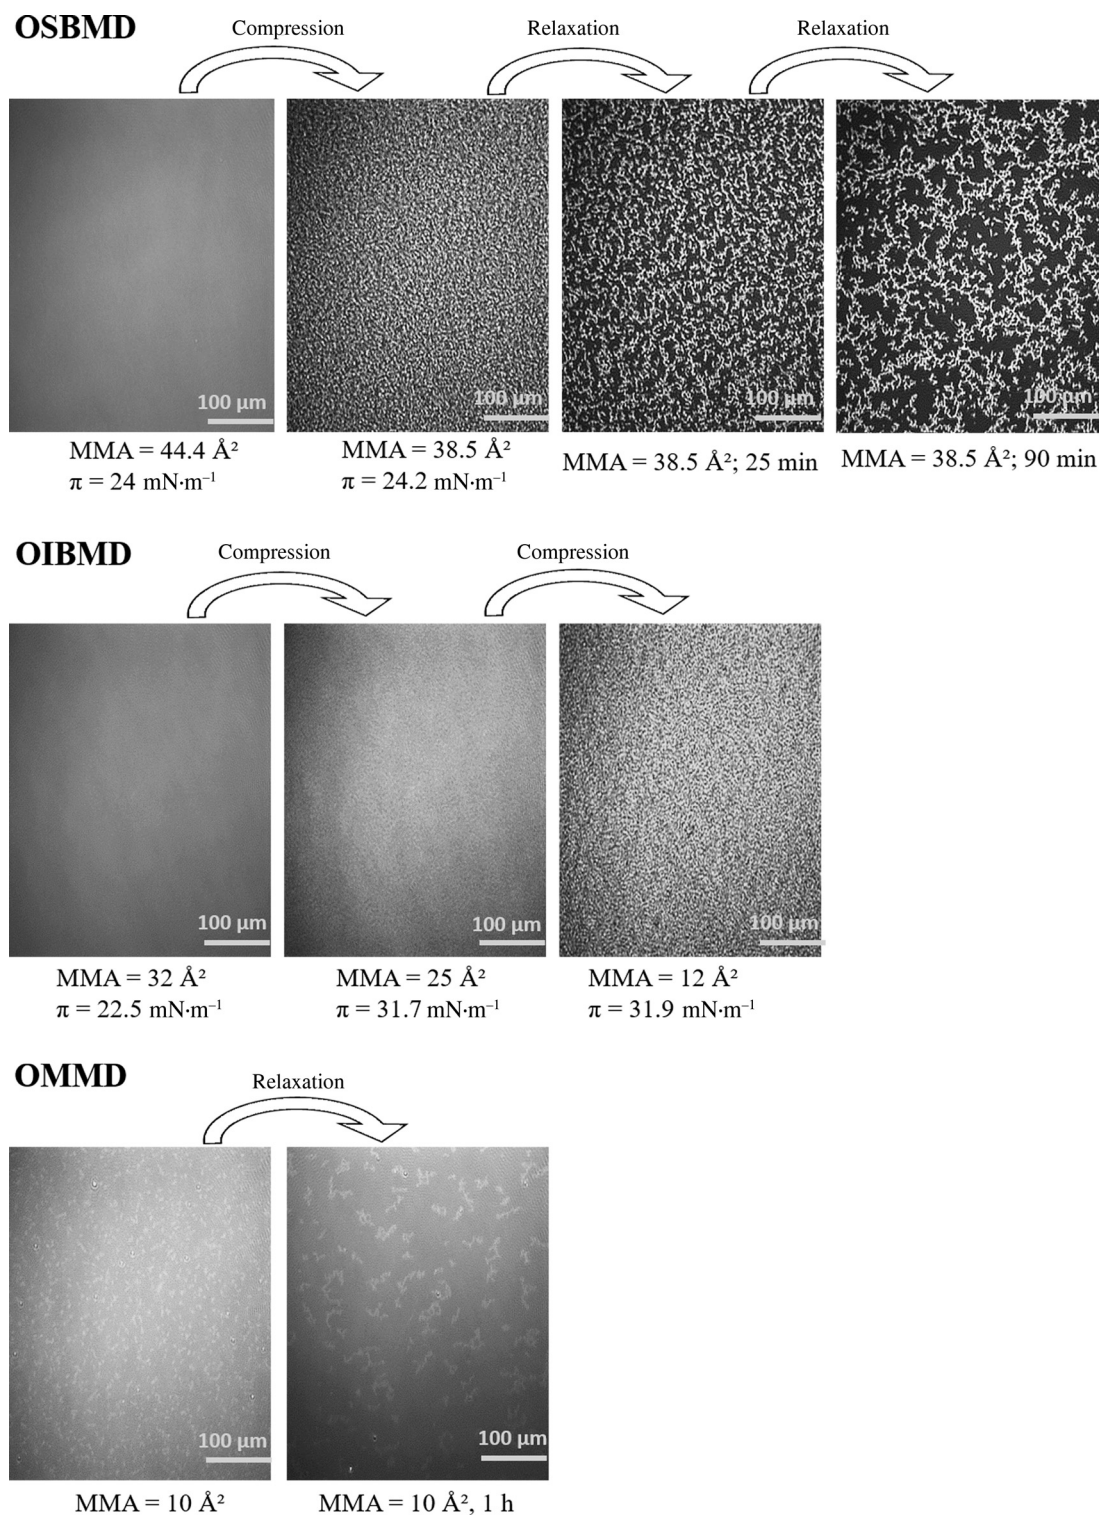 OSBMD
Compression
Relaxation
Relaxation
100 µm
100 µm
100 µm
100 µm
MMA = 44.4 Å²
π = 24 mN·m⁻¹
MMA = 38.5 Å²
π = 24.2 mN·m⁻¹
MMA = 38.5 Å²; 25 min
MMA = 38.5 Å²; 90 min
OIBMD
Compression
Compression
100 µm
100 µm
100 µm
MMA = 32 Å²
π = 22.5 mN·m⁻¹
MMA = 25 Å²
π = 31.7 mN·m⁻¹
MMA = 12 Å²
π = 31.9 mN·m⁻¹
OMMD
Relaxation
100 µm
100 µm
MMA = 10 Å²
MMA = 10 Å², 1 h